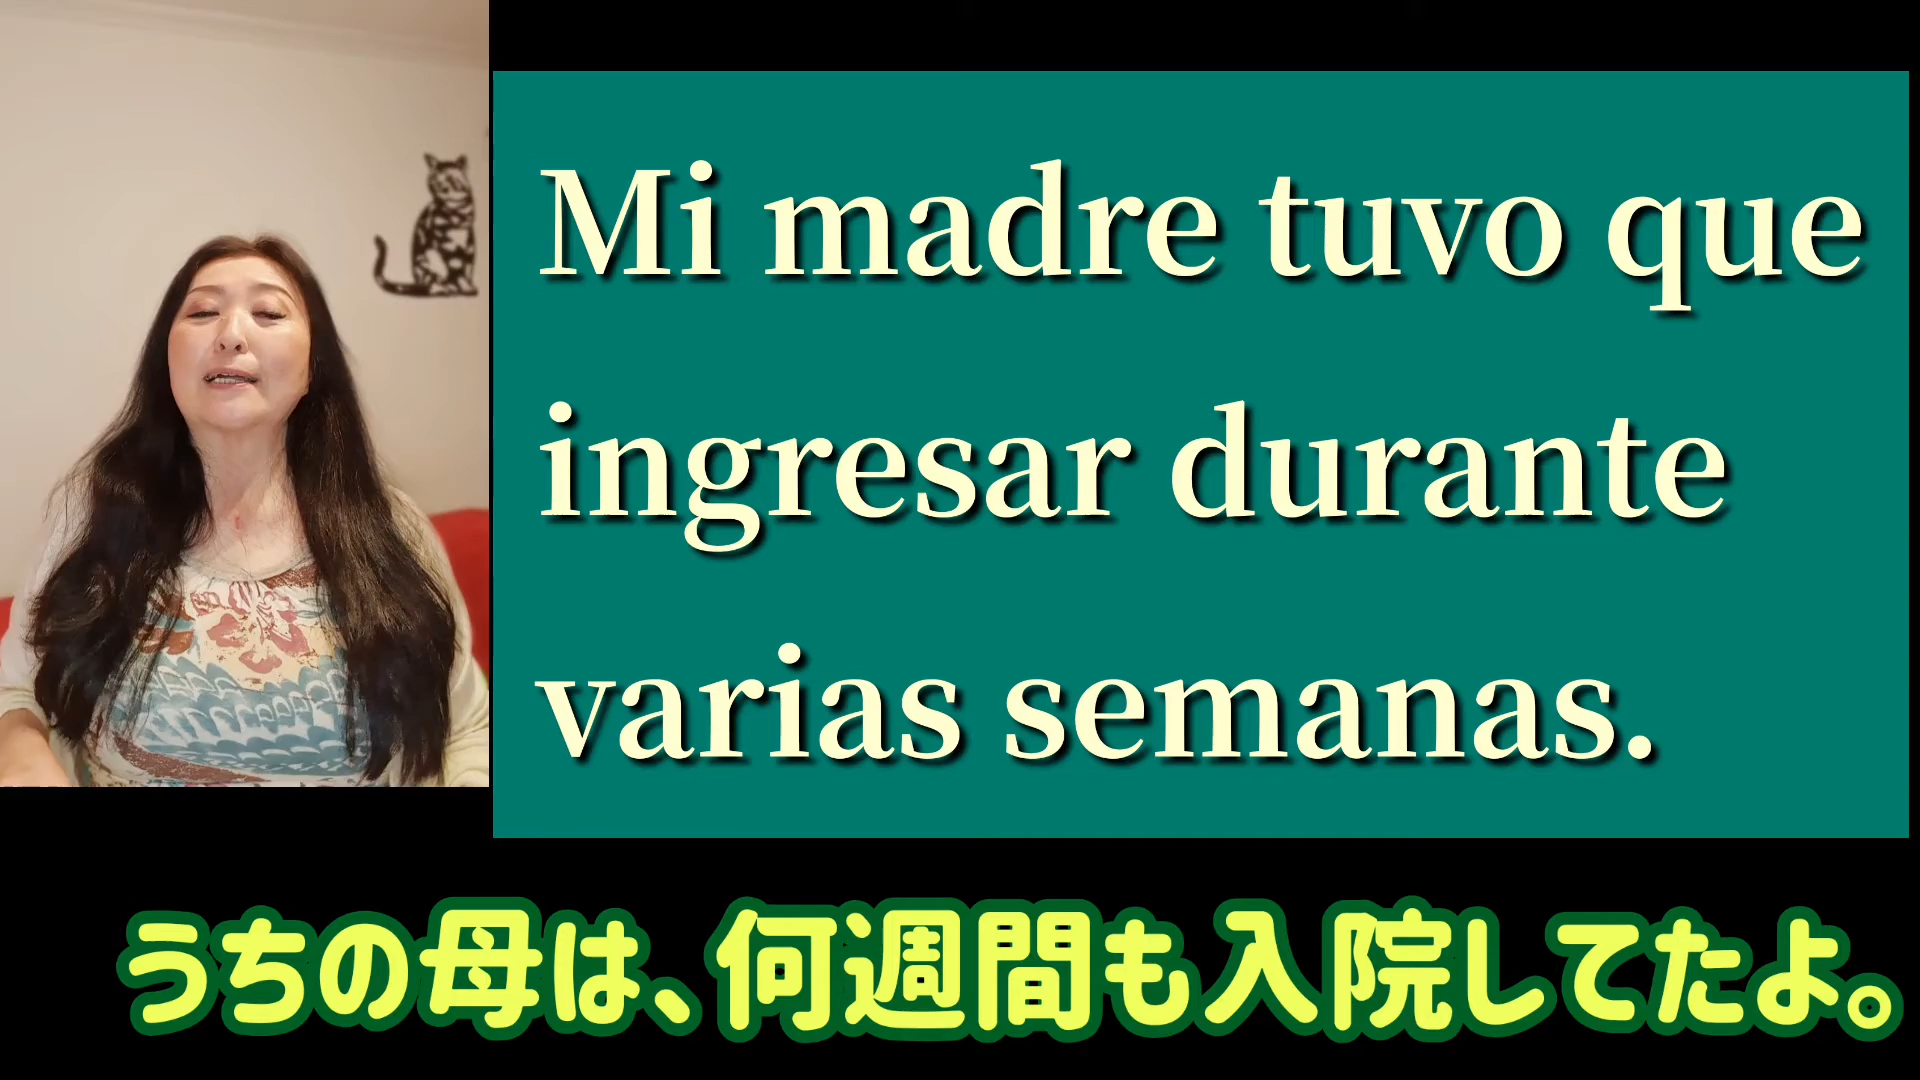 Mi madre tuvo que
ingresar durante
varias semanas.
うちの母は、何週間も入院してたよ。